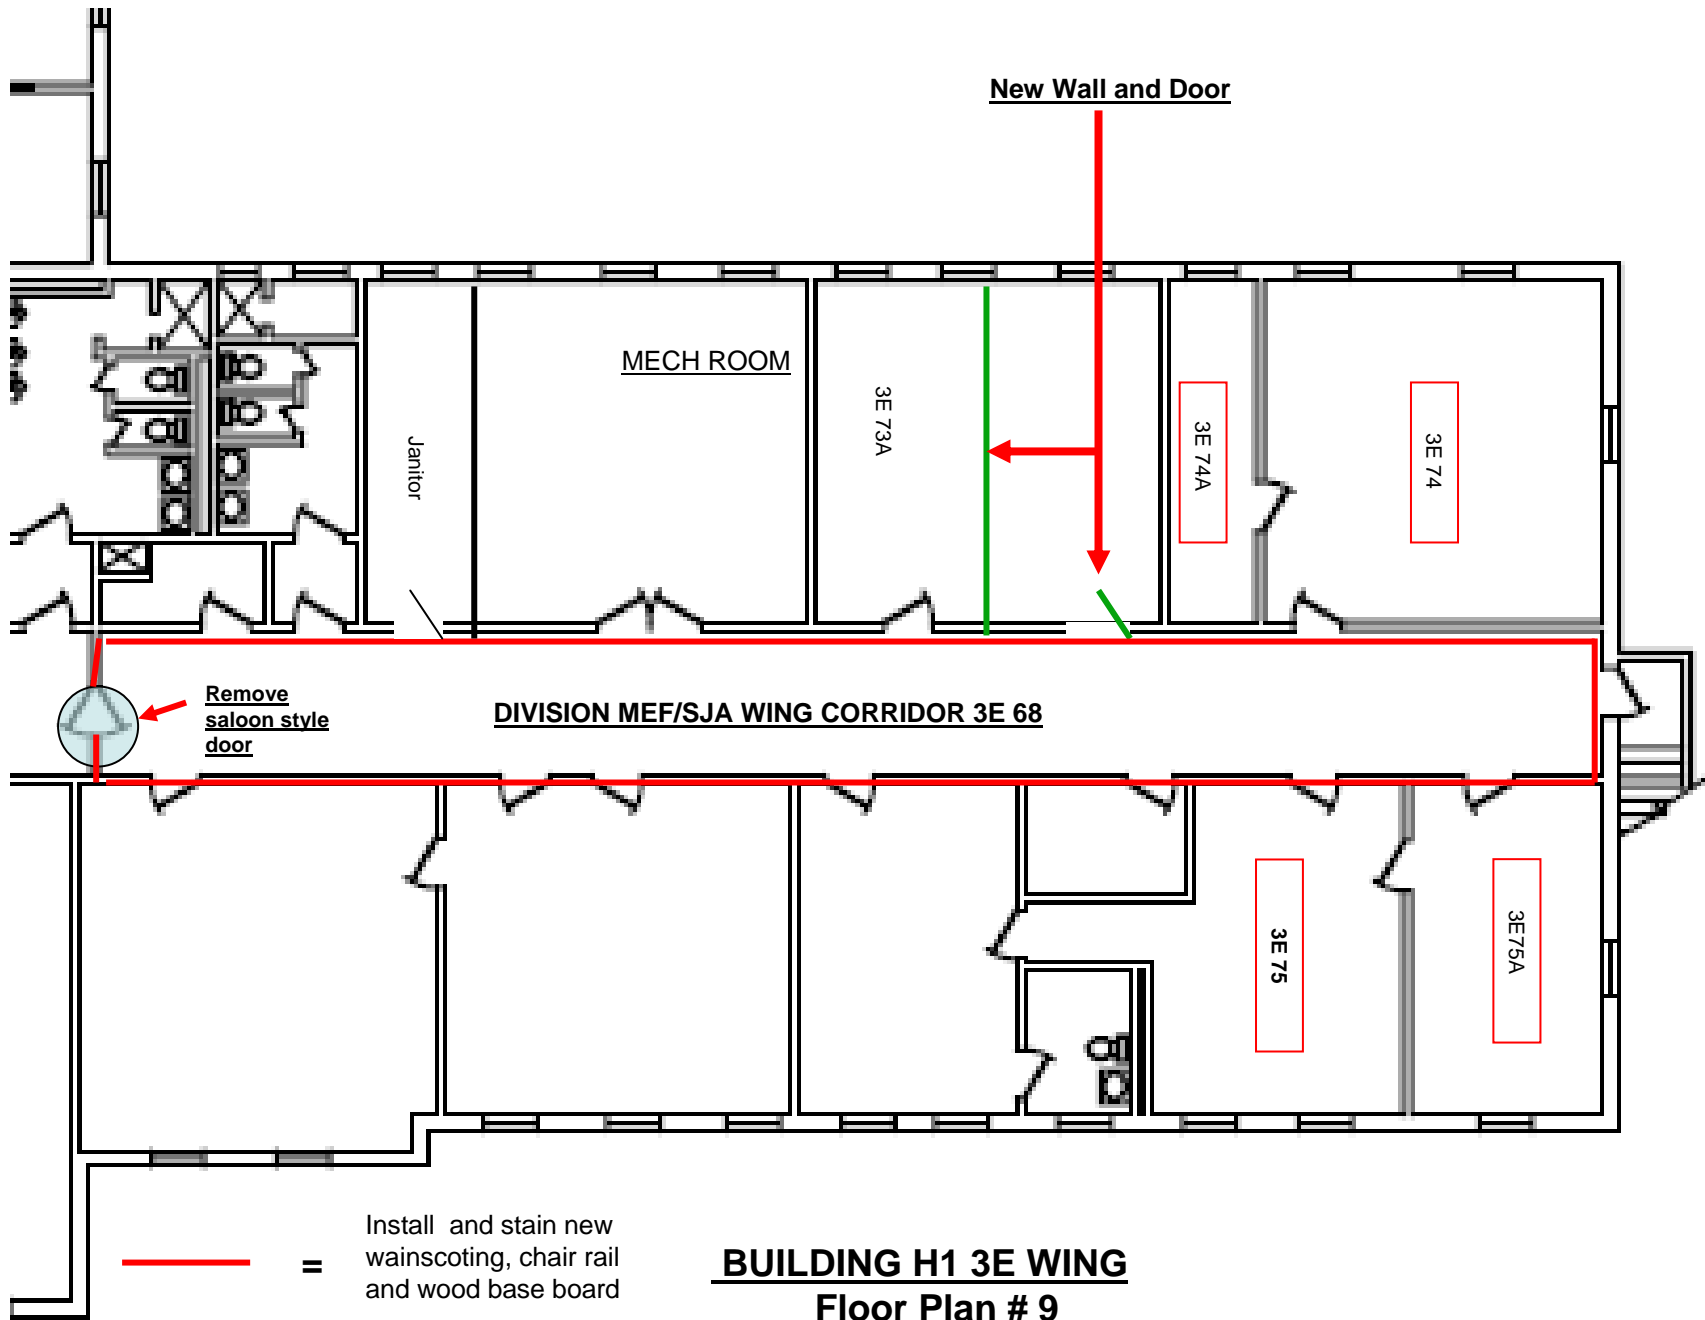 New Wall and Door
MECH ROOM
3E 73A
3E 74A
3E 74
Janitor
Remove
saloon style
door
DIVISION MEF/SJA WING CORRIDOR 3E 68
3E 75
3E75A
=
Install and stain new
wainscoting, chair rail
and wood base board
BUILDING H1 3E WING
Floor Plan # 9